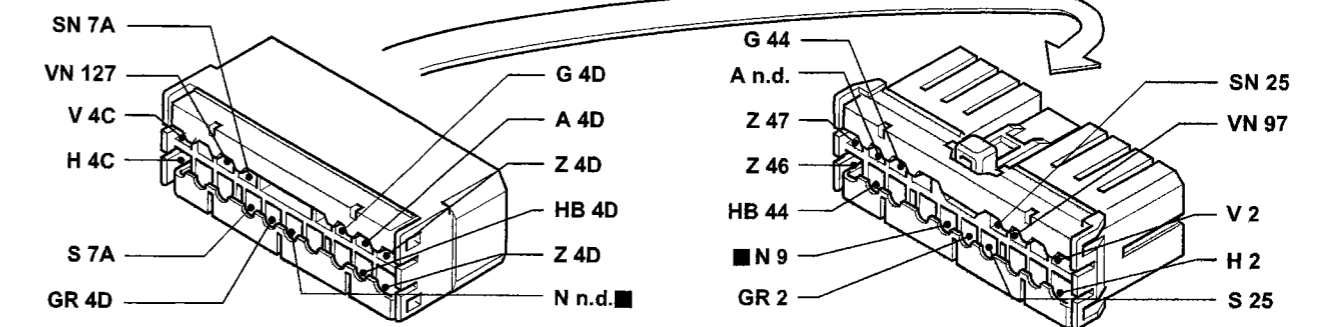 SN 7A
VN 127
V 4C
H 4C
S 7A
GR 4D
G 4D
A 4D
Z 4D
HB 4D
Z 4D
N n.d.■
G 44
A n.d.
Z 47
Z 46
HB 44
■ N 9
GR 2
SN 25
VN 97
V 2
H 2
S 25